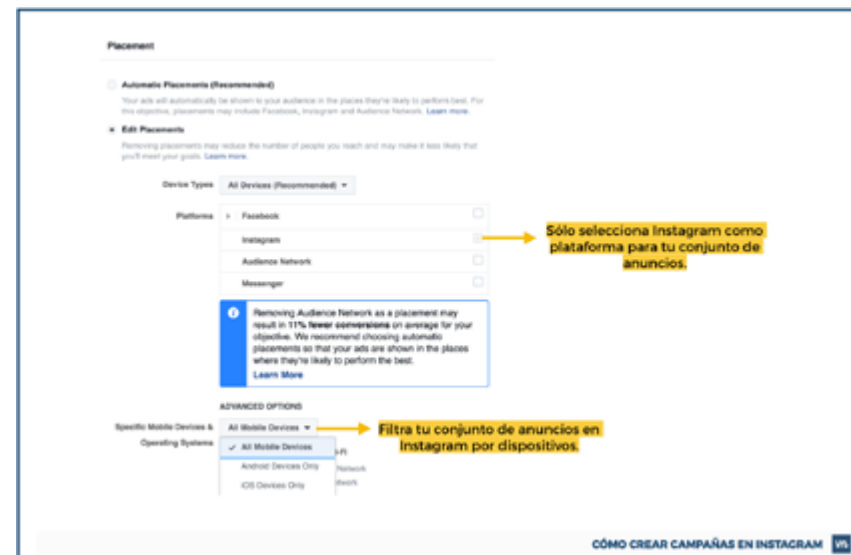 Placement
Automatic Placements (Recommended)
Your ads will automatically be shown to your audience in the places they're likely to perform best. For
this objective, placements may include Facebook, Instagram and Audience Network. Learn more.
Edit Placements
Removing placements may reduce the number of people you reach and may make it less likely that
you'll meet your goals. Learn more.
Device Types All Devices (Recommended)
Platforms Facebook
Instagram
Audience Network
Messenger
Sólo selecciona Instagram como
plataforma para tu conjunto de
anuncios.
Removing Audience Network as a placement may
result in 11% fewer conversions on average for your
objective. We recommend choosing automatic
placements so that your ads are shown in the places
where they're likely to perform the best.
Learn More
ADVANCED OPTIONS
Specific Mobile Devices & All Mobile Devices
Operating Systems
All Mobile Devices
Android Devices Only
iOS Devices Only
Network
Filtra tu conjunto de anuncios en
Instagram por dispositivos.
CÓMO CREAR CAMPAÑAS EN INSTAGRAM